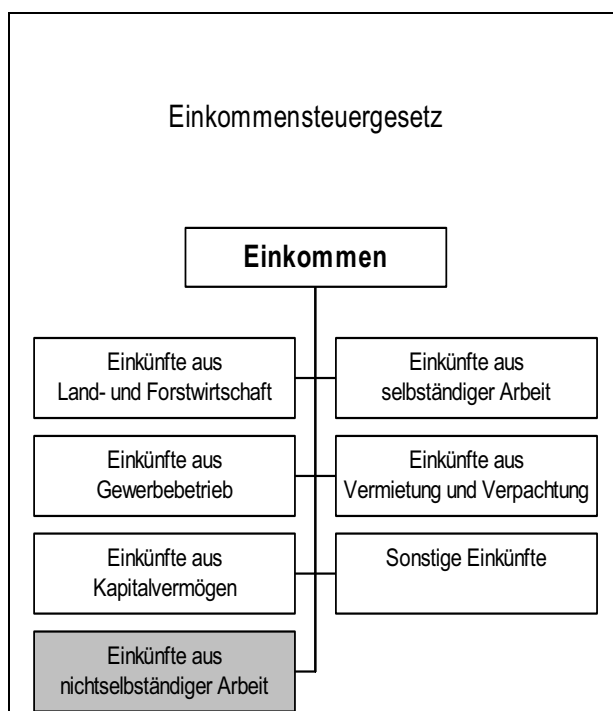 Einkommensteuergesetz
Einkommen
Einkünfte aus
Land- und Forstwirtschaft
Einkünfte aus
selbständiger Arbeit
Einkünfte aus
Gewerbebetrieb
Einkünfte aus
Vermietung und Verpachtung
Einkünfte aus
Kapitalvermögen
Sonstige Einkünfte
Einkünfte aus
nichtselbständiger Arbeit